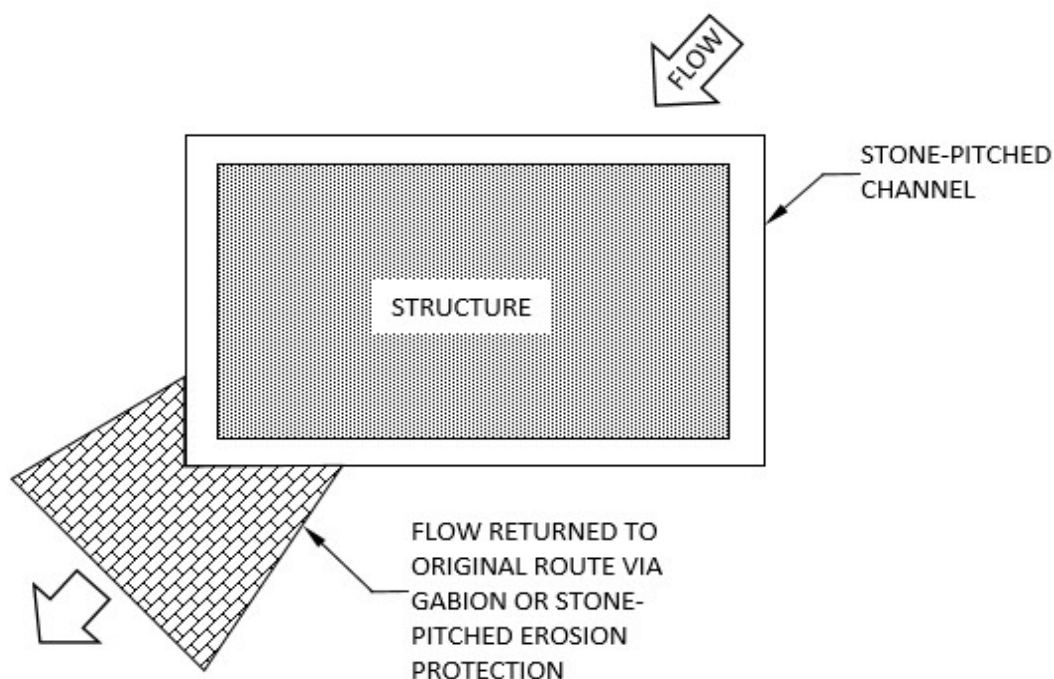 FLOW
STONE-PITCHED
CHANNEL
STRUCTURE
FLOW RETURNED TO
ORIGINAL ROUTE VIA
GABION OR STONE-
PITCHED EROSION
PROTECTION